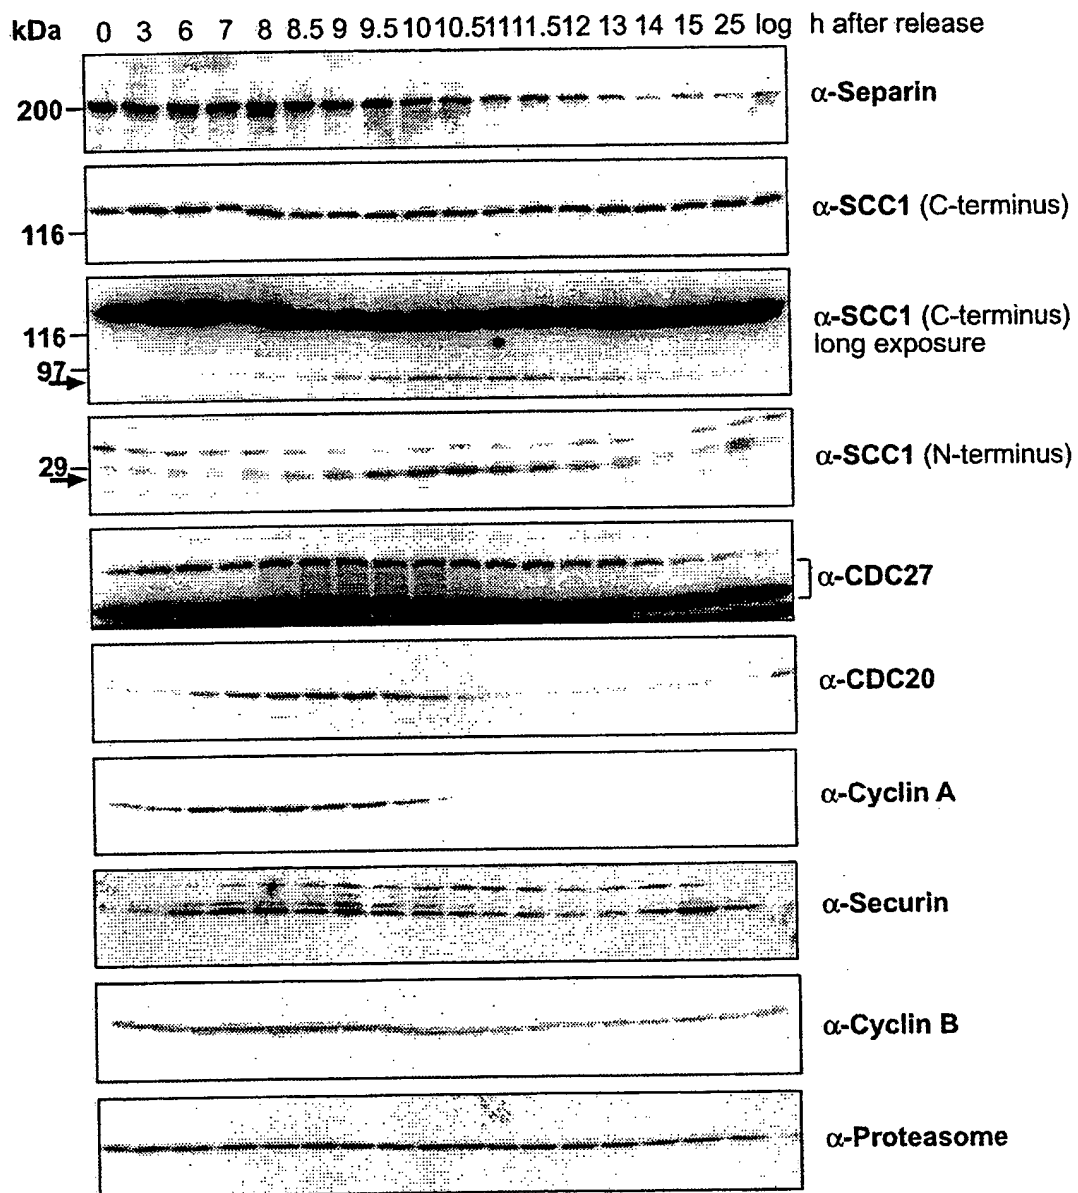 kDa 0 3 6 7 8 8.5 9 9.5 10 10.5 11 11.5 12 13 14 15 25 log h after release
200 α-Separin
α-SCC1 (C-terminus)
116
α-SCC1 (C-terminus)
116 long exposure
97
29 α-SCC1 (N-terminus)
α-CDC27
α-CDC20
α-Cyclin A
α-Securin
α-Cyclin B
α-Proteasome